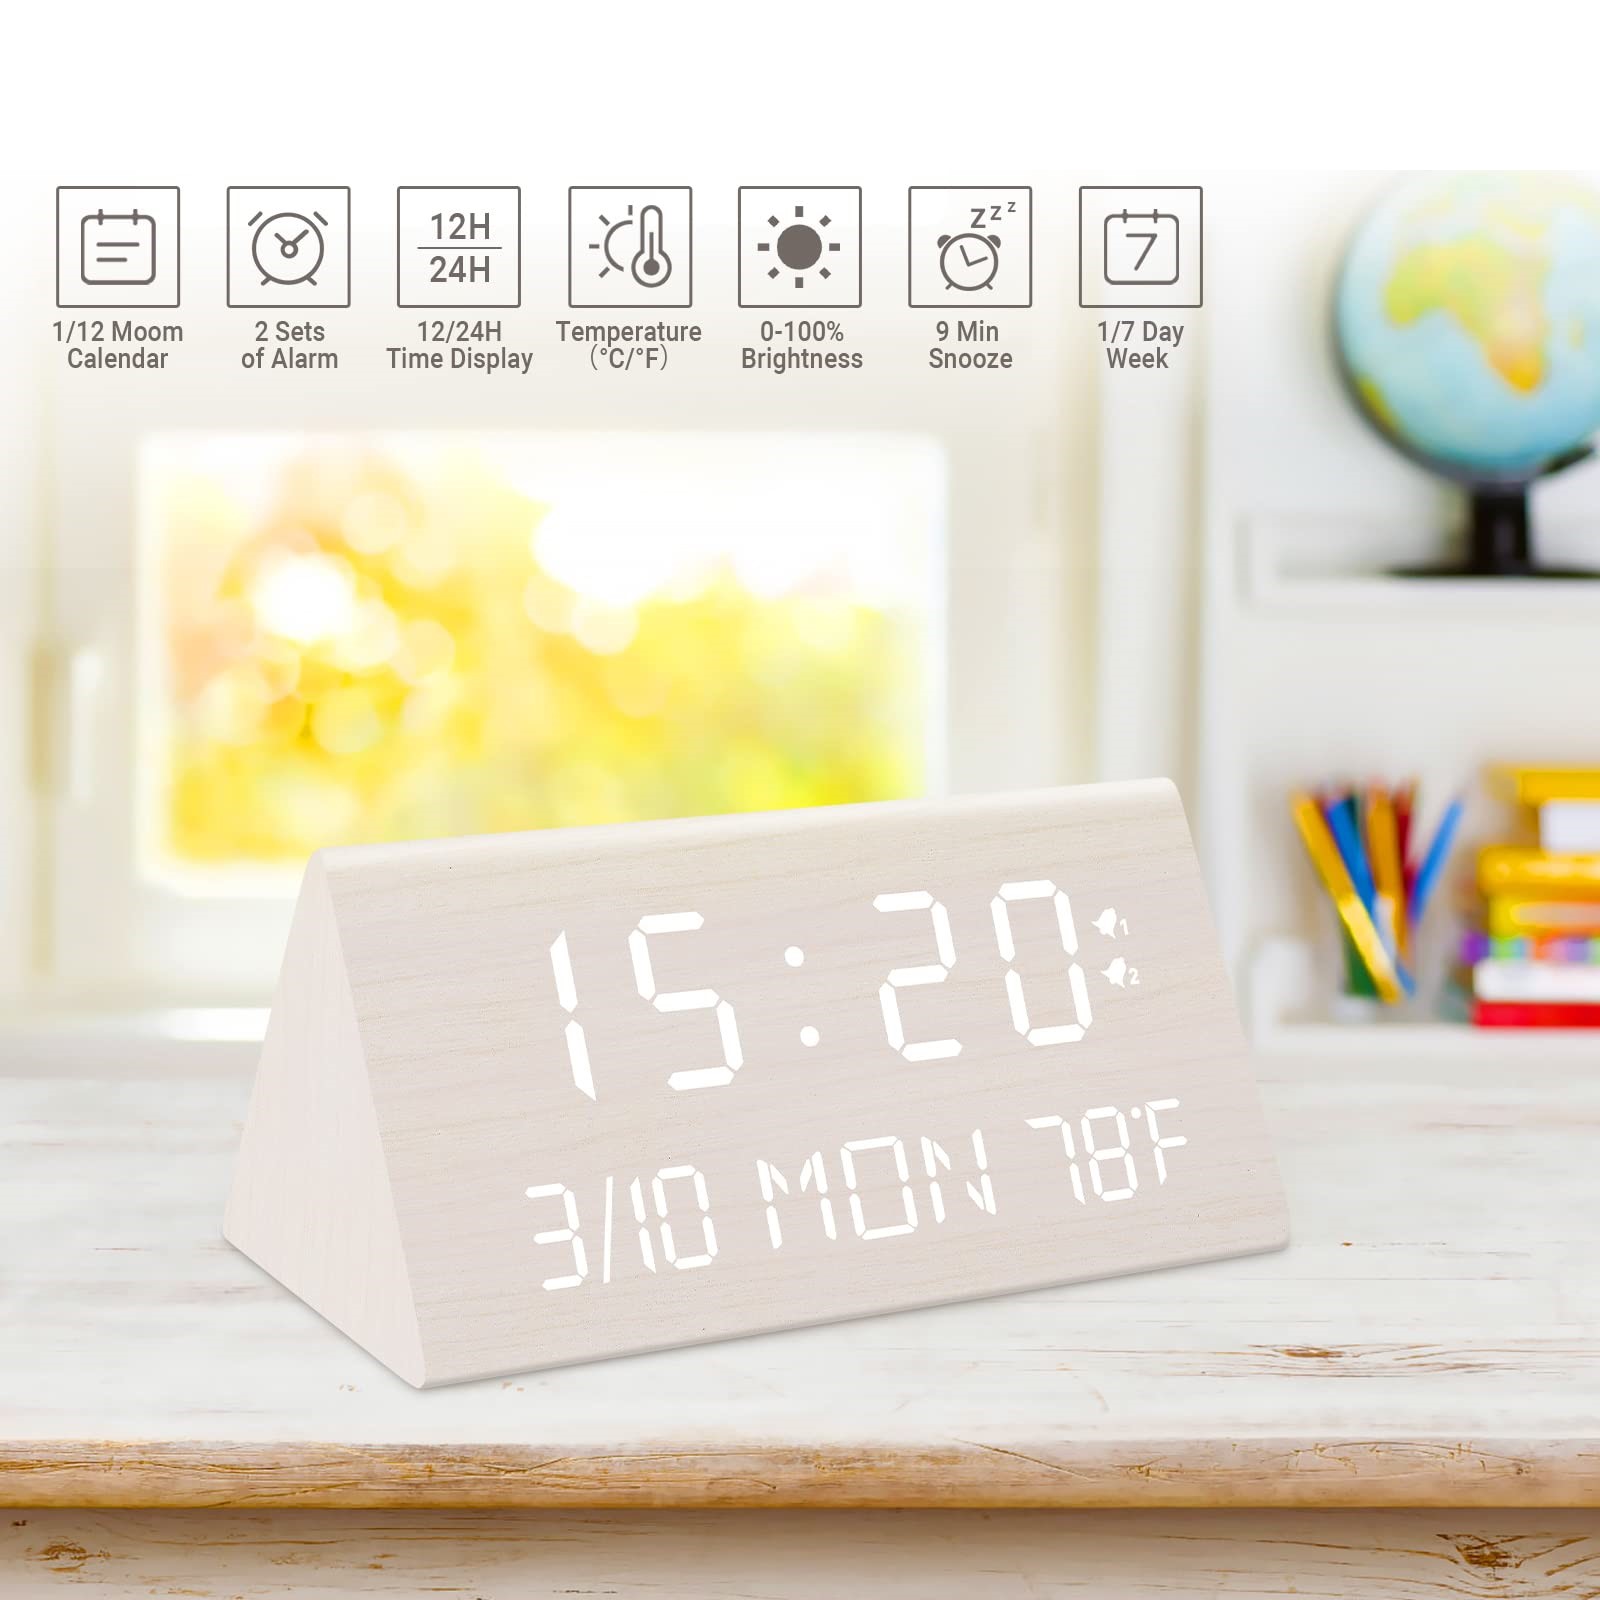 12H
24H
z z z
7
1/12 Moom
Calendar
2 Sets
of Alarm
12/24H
Time Display
Temperature
(°C/°F)
0-100%
Brightness
9 Min
Snooze
1/7 Day
Week
15:20
1
2
3/10 MON 78°F